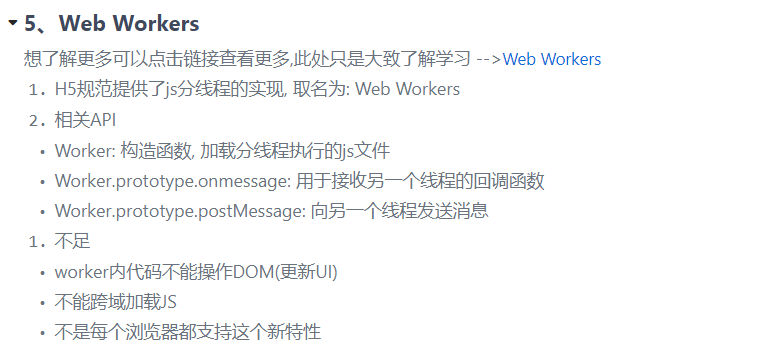 5、Web Workers
想了解更多可以点击链接查看更多,此处只是大致了解学习 -->Web Workers
1. H5规范提供了js分线程的实现, 取名为: Web Workers
2. 相关API
• Worker: 构造函数, 加载分线程执行的js文件
• Worker.prototype.onmessage: 用于接收另一个线程的回调函数
• Worker.prototype.postMessage: 向另一个线程发送消息
1. 不足
• worker内代码不能操作DOM(更新UI)
• 不能跨域加载JS
• 不是每个浏览器都支持这个新特性